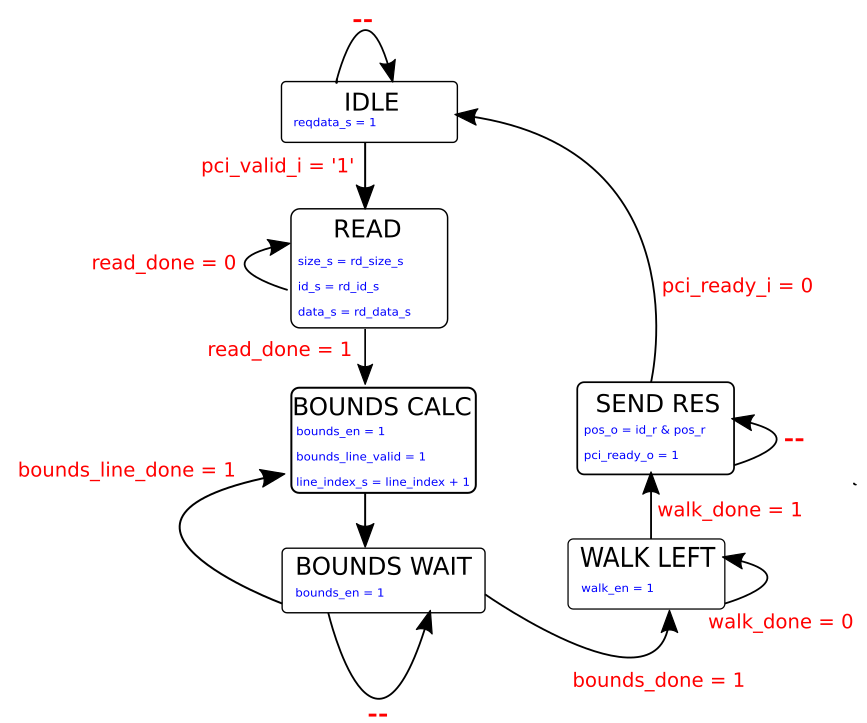 --
IDLE
reqdata_s = 1
pci_valid_i = '1'
READ
size_s = rd_size_s
id_s = rd_id_s
data_s = rd_data_s
read_done = 0
read_done = 1
BOUNDS CALC
bounds_en = 1
bounds_line_valid = 1
line_index_s = line_index + 1
bounds_line_done = 1
BOUNDS WAIT
bounds_en = 1
--
bounds_done = 1
WALK LEFT
walk_en = 1
walk_done = 0
walk_done = 1
SEND RES
pos_o = id_r & pos_r
pci_ready_o = 1
--
pci_ready_i = 0